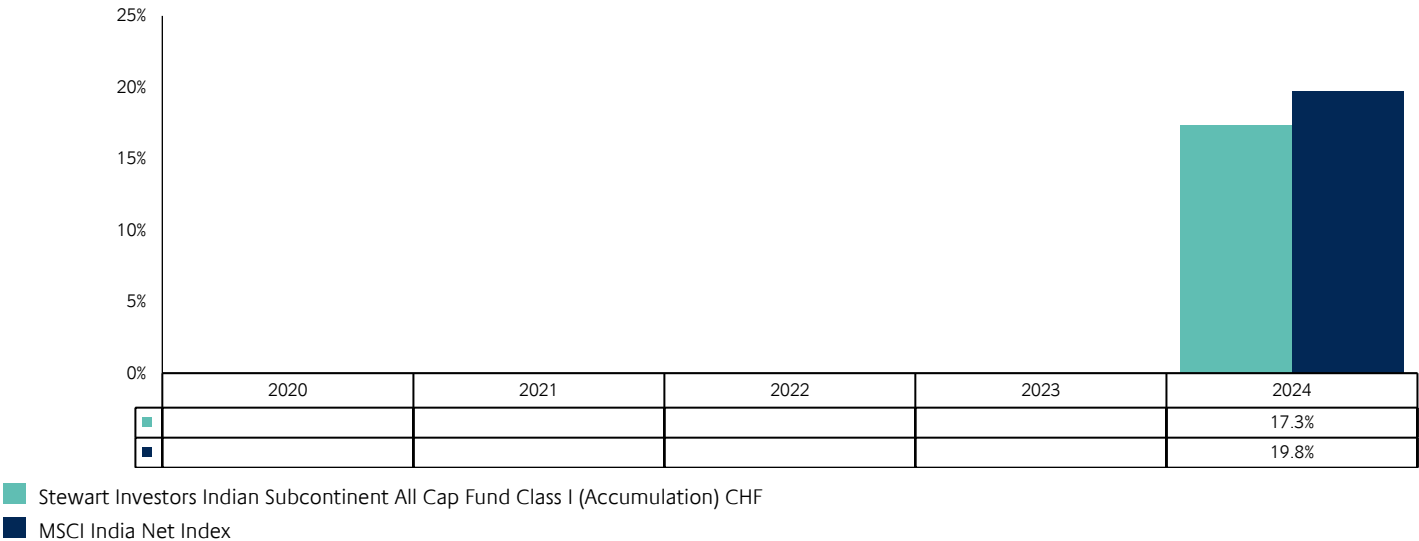 25%
20%
15%
10%
5%
0%
2020 2021 2022 2023 2024
17.3%
19.8%
Stewart Investors Indian Subcontinent All Cap Fund Class I (Accumulation) CHF
MSCI India Net Index